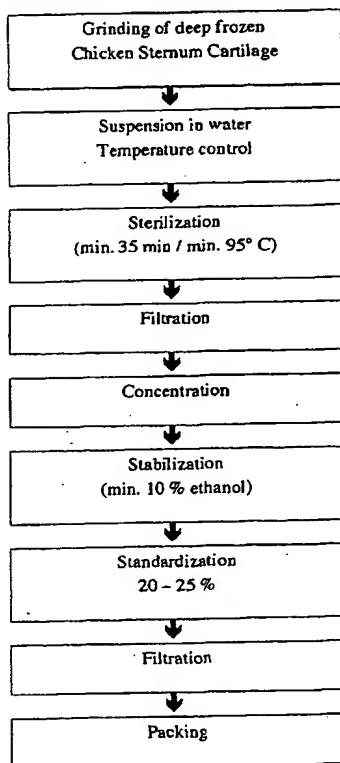 Grinding of deep frozen
Chicken Sternum Cartilage
Suspension in water
Temperature control
Sterilization
(min. 35 min / min. 95° C)
Filtration
Concentration
Stabilization
(min. 10 % ethanol)
Standardization
20 – 25 %
Filtration
Packing